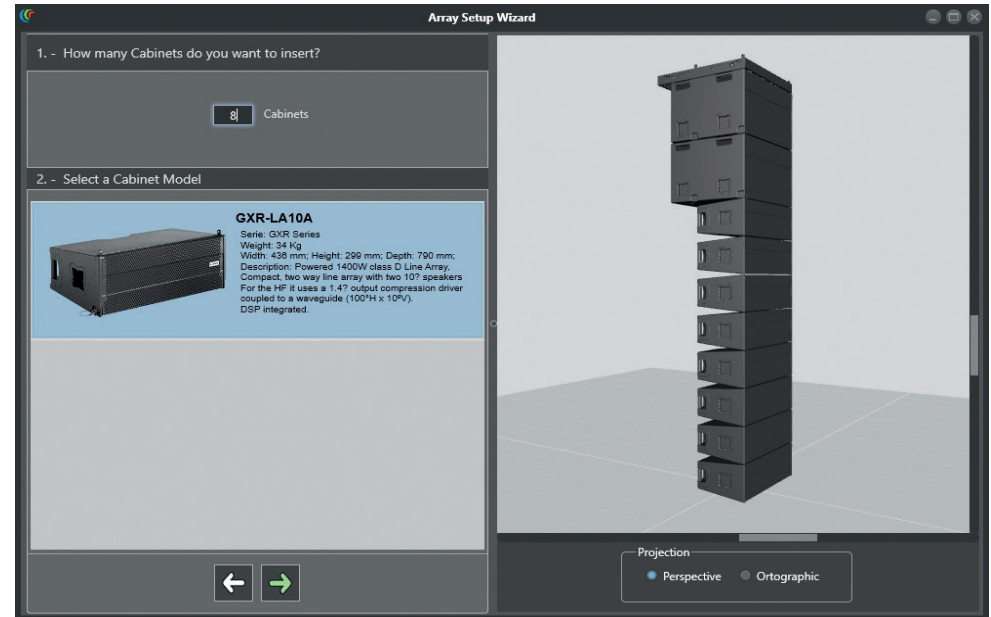 Array Setup Wizard
1. - How many Cabinets do you want to insert?
8 Cabinets
2. - Select a Cabinet Model
GXR-LA10A
Serie: GXR Series
Weight: 34 Kg
Width: 436 mm; Height: 299 mm; Depth: 790 mm;
Description: Powered 1400W class D Line Array,
Compact, two way line array with two 10? speakers
For the HF it uses a 1.4? output compression driver
coupled to a waveguide (100°H x 10ºV).
DSP integrated.
Projection
Perspective
Ortographic